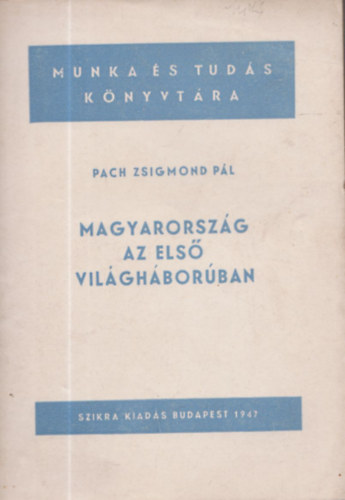 MUNKA ÉS TUDÁS
KÖNYVTÁRA
PACH ZSIGMOND PÁL
MAGYARORSZÁG
AZ ELSŐ
VILÁGHÁBORÚBAN
SZIKRA KIADÁS BUDAPEST 1947